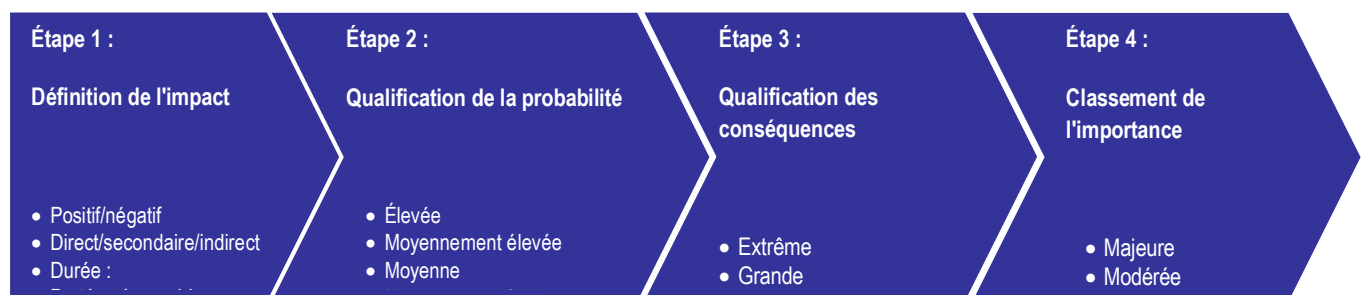 Étape 1 :
Définition de l'impact
• Positif/négatif
• Direct/secondaire/indirect
• Durée :
Étape 2 :
Qualification de la probabilité
• Élevée
• Moyennement élevée
• Moyenne
Étape 3 :
Qualification des
conséquences
• Extrême
• Grande
Étape 4 :
Classement de
l'importance
• Majeure
• Modérée